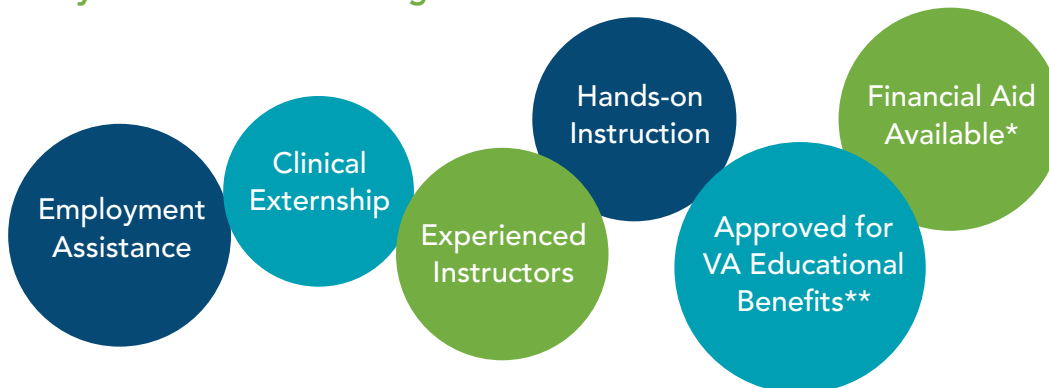 Employment
Assistance
Clinical
Externship
Experienced
Instructors
Hands-on
Instruction
Approved for
VA Educational
Benefits**
Financial Aid
Available*